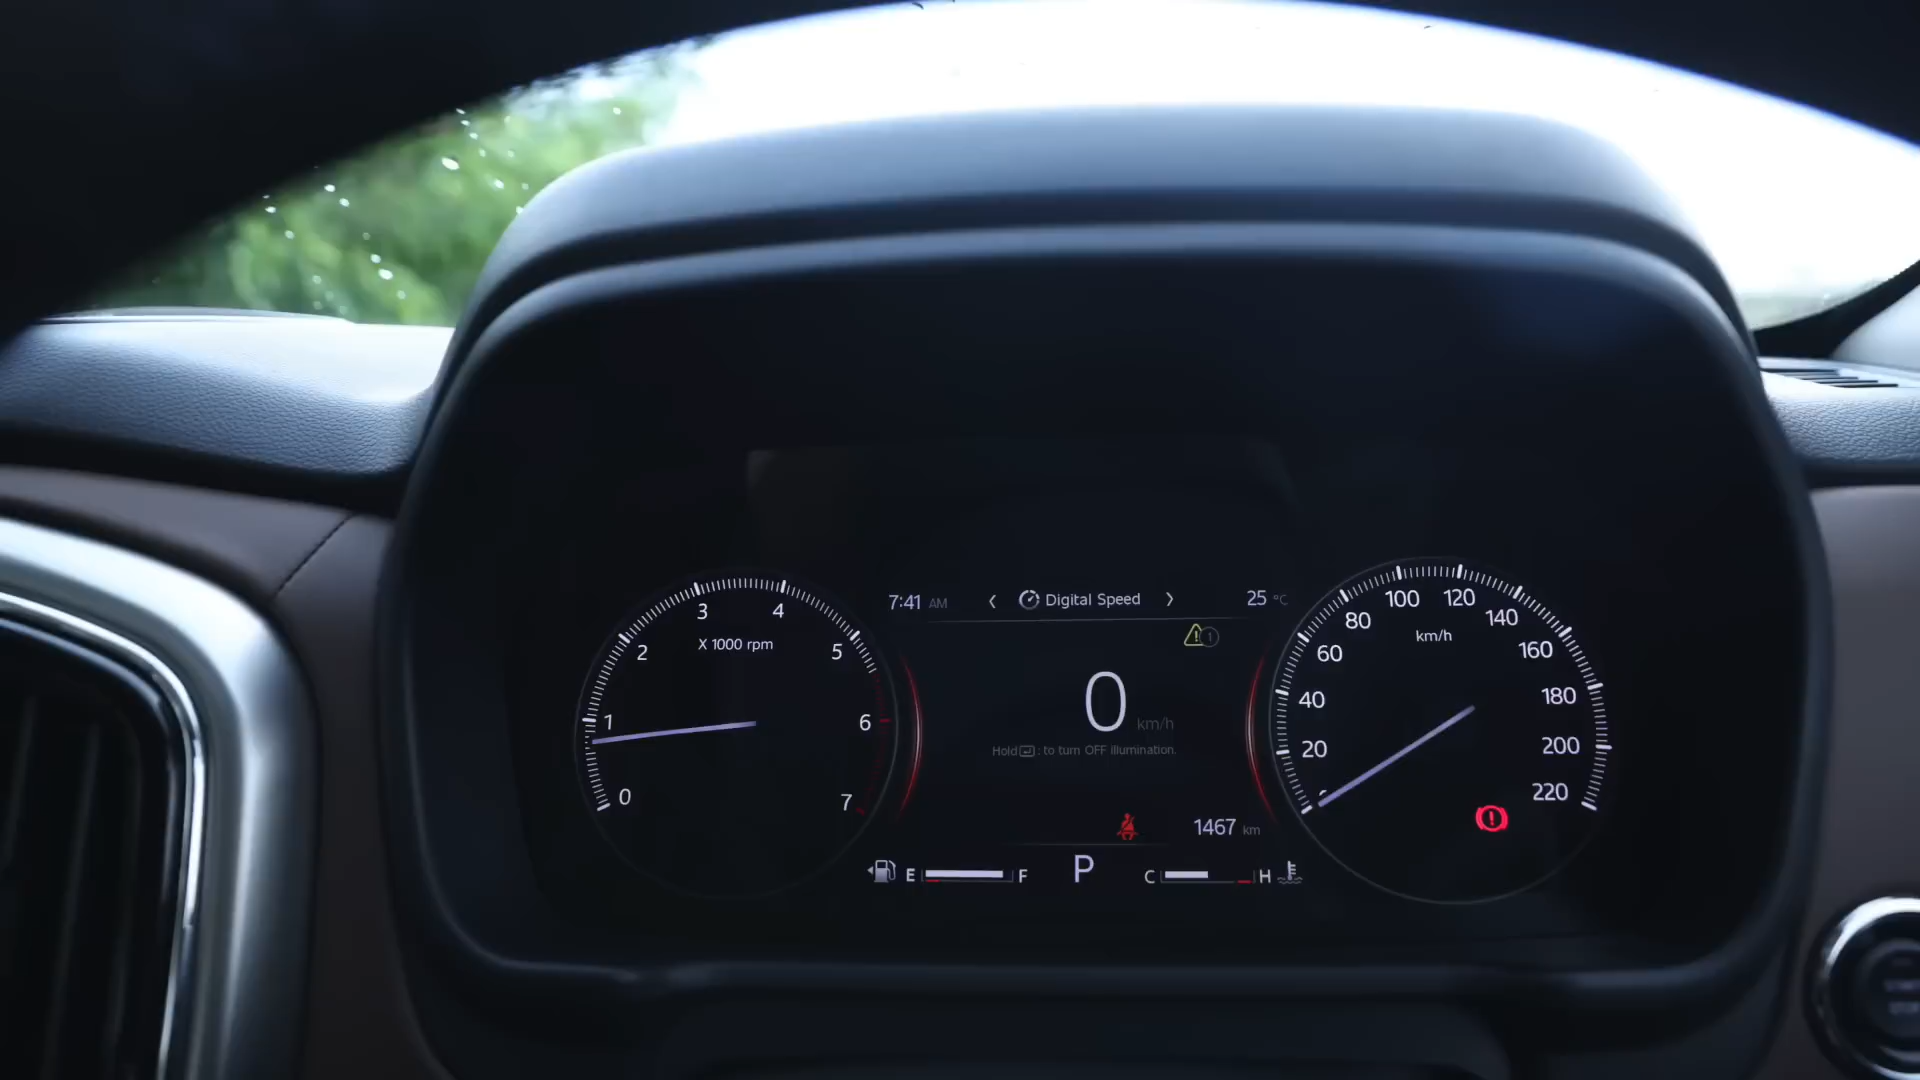 7:41 AM
Digital Speed
25 °C
1
0 km/h
Hold : to turn OFF illumination.
1467 km
E F
P
C H
0
1
2
3
4
5
6
7
X 1000 rpm
20
40
60
80
100
120
140
160
180
200
220
km/h